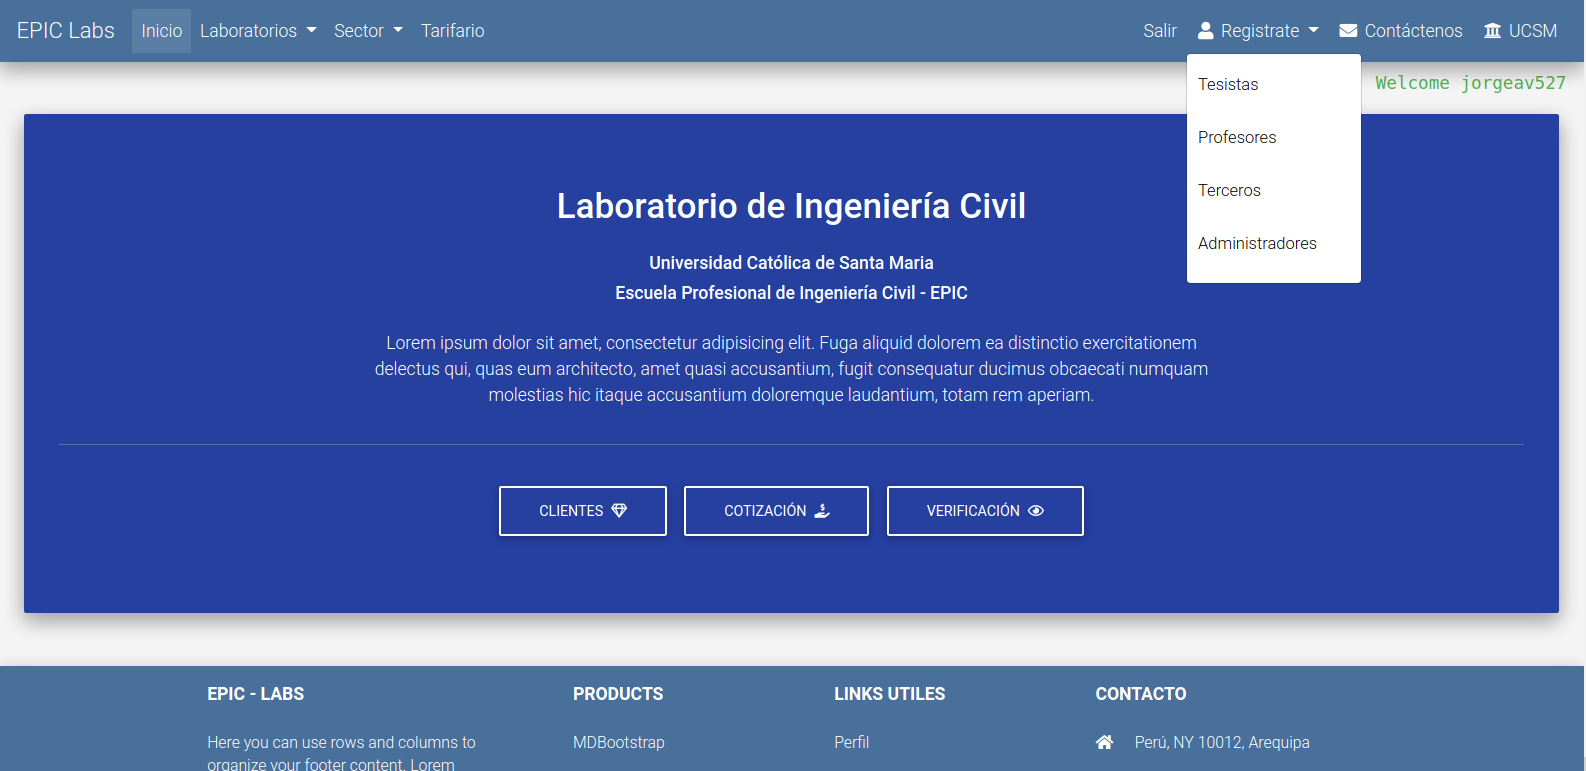 EPIC Labs Inicio Laboratorios Sector Tarifario Salir Registrate Contáctenos UCSM
Welcome jorgeav527
Tesistas
Profesores
Terceros
Administradores
Laboratorio de Ingeniería Civil
Universidad Católica de Santa Maria
Escuela Profesional de Ingeniería Civil - EPIC
Lorem ipsum dolor sit amet, consectetur adipisicing elit. Fuga aliquid dolorem ea distinctio exercitationem
delectus qui, quas eum architecto, amet quasi accusantium, fugit consequatur ducimus obcaecati numquam
molestias hic itaque accusantium doloremque laudantium, totam rem aperiam.
CLIENTES COTIZACIÓN VERIFICACIÓN
EPIC - LABS
Here you can use rows and columns to
organize your footer content. Lorem
PRODUCTS
MDBootstrap
LINKS UTILES
Perfil
CONTACTO
Perú, NY 10012, Arequipa